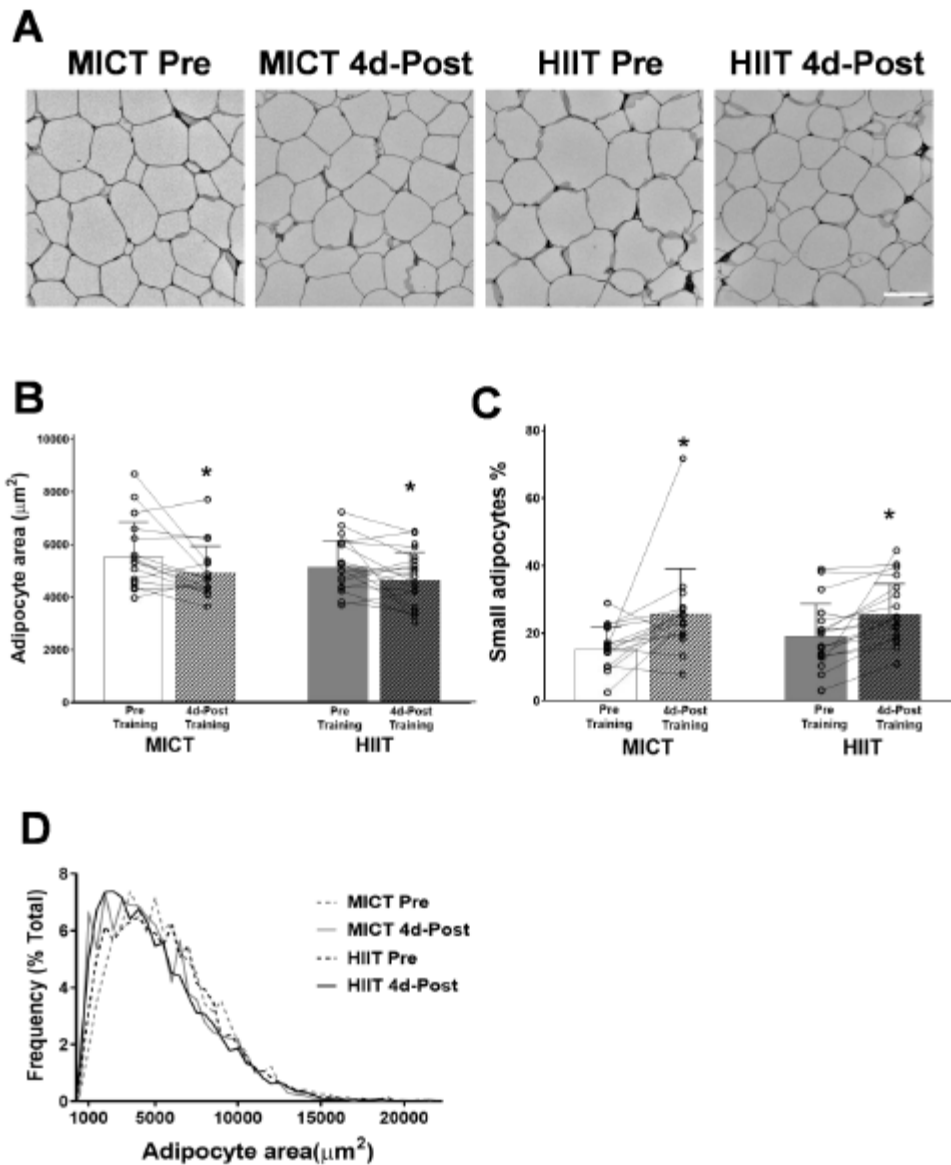 A
MICT Pre MICT 4d-Post HIIT Pre HIIT 4d-Post
B
Adipocyte area (μm²)
10000
8000
6000
4000
2000
0
Pre Training 4d-Post Training Pre Training 4d-Post Training
MICT HIIT
*
*
C
Small adipocytes %
80
60
40
20
0
Pre Training 4d-Post Training Pre Training 4d-Post Training
MICT HIIT
*
*
D
Frequency (% Total)
8
6
4
2
0
1000 5000 10000 15000 20000
Adipocyte area(μm²)
MICT Pre
MICT 4d-Post
HIIT Pre
HIIT 4d-Post